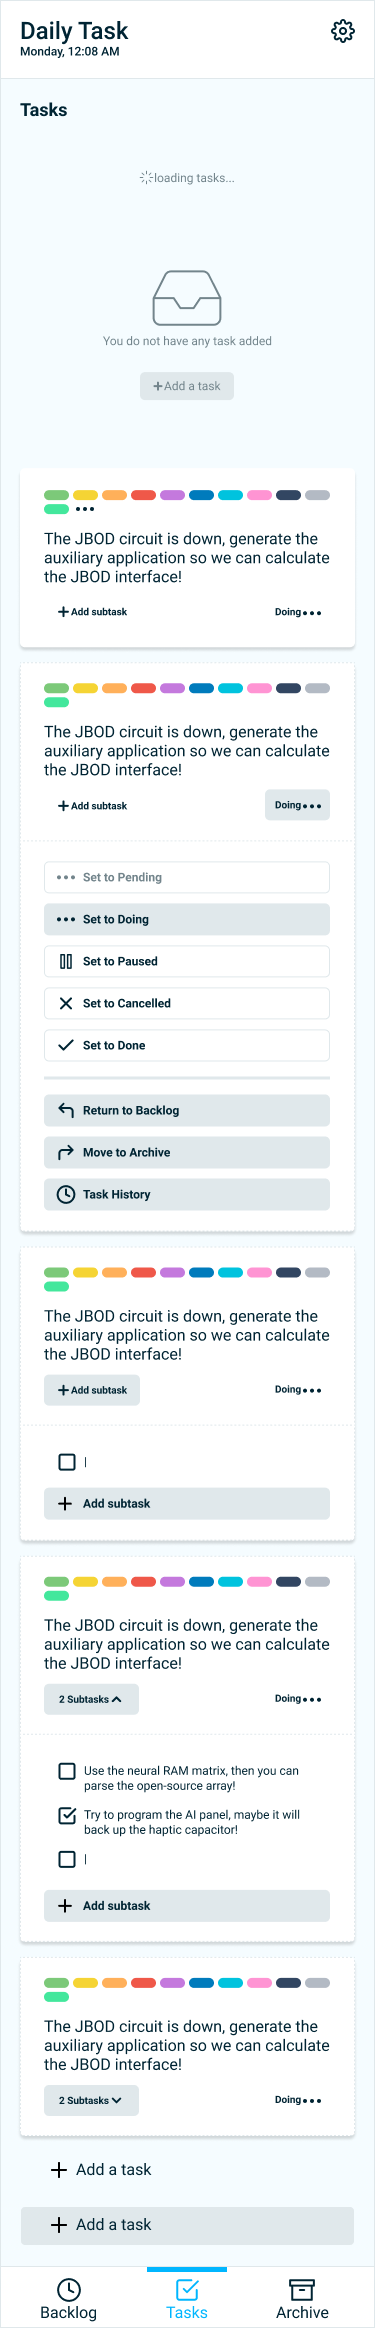 Daily Task
Monday, 12:08 AM
Tasks
loading tasks...
You do not have any task added
+Add a task
The JBOD circuit is down, generate the
auxiliary application so we can calculate
the JBOD interface!
+Add subtask
Doing
The JBOD circuit is down, generate the
auxiliary application so we can calculate
the JBOD interface!
+Add subtask
Doing
Set to Pending
Set to Doing
Set to Paused
Set to Cancelled
Set to Done
Return to Backlog
Move to Archive
Task History
The JBOD circuit is down, generate the
auxiliary application so we can calculate
the JBOD interface!
+Add subtask
Doing
+ Add subtask
The JBOD circuit is down, generate the
auxiliary application so we can calculate
the JBOD interface!
2 Subtasks
Doing
Use the neural RAM matrix, then you can
parse the open-source array!
Try to program the AI panel, maybe it will
back up the haptic capacitor!
+ Add subtask
The JBOD circuit is down, generate the
auxiliary application so we can calculate
the JBOD interface!
2 Subtasks
Doing
+ Add a task
+ Add a task
Backlog
Tasks
Archive